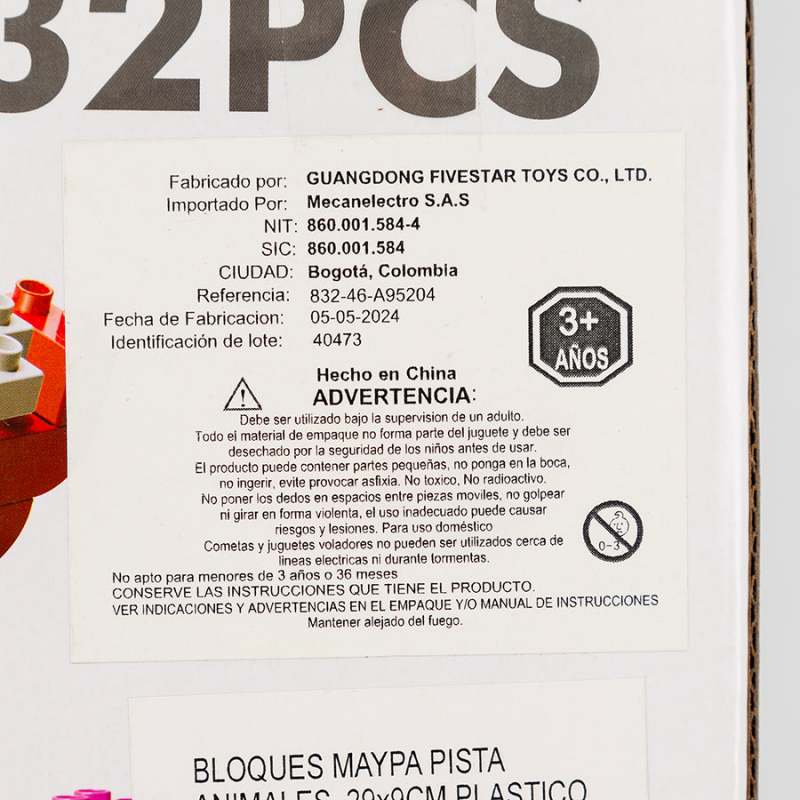 32PCS
Fabricado por: GUANGDONG FIVESTAR TOYS CO., LTD.
Importado Por: Mecanelectro S.A.S
NIT: 860.001.584-4
SIC: 860.001.584
CIUDAD: Bogotá, Colombia
Referencia: 832-46-A95204
Fecha de Fabricacion: 05-05-2024
Identificación de lote: 40473
3+
AÑOS
Hecho en China
ADVERTENCIA:
Debe ser utilizado bajo la supervision de un adulto.
Todo el material de empaque no forma parte del juguete y debe ser
desechado por la seguridad de los niños antes de usar.
El producto puede contener partes pequeñas, no ponga en la boca,
no ingerir, evite provocar asfixia. No toxico, No radioactivo.
No poner los dedos en espacios entre piezas moviles, no golpear
ni girar en forma violenta, el uso inadecuado puede causar
riesgos y lesiones. Para uso doméstico
Cometas y juguetes voladores no pueden ser utilizados cerca de
lineas electricas ni durante tormentas.
0-3
No apto para menores de 3 años o 36 meses
CONSERVE LAS INSTRUCCIONES QUE TIENE EL PRODUCTO.
VER INDICACIONES Y ADVERTENCIAS EN EL EMPAQUE Y/O MANUAL DE INSTRUCCIONES
Mantener alejado del fuego.
BLOQUES MAYPA PISTA
ANIMALES 39x9CM PLASTICO